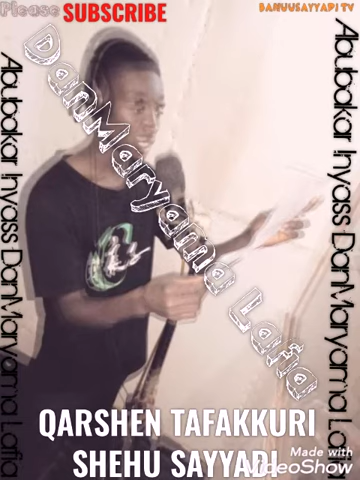 Please SUBSCRIBE
DANJUUSAYYADI TV
Abubakar Inyass DanMaryama Lafia
DanMaryama Lafia
Abubakar Inyass DanMaryama Lafia
QARSHEN TAFAKKURI
SHEHU SAYYADI
Made with
VideoShow